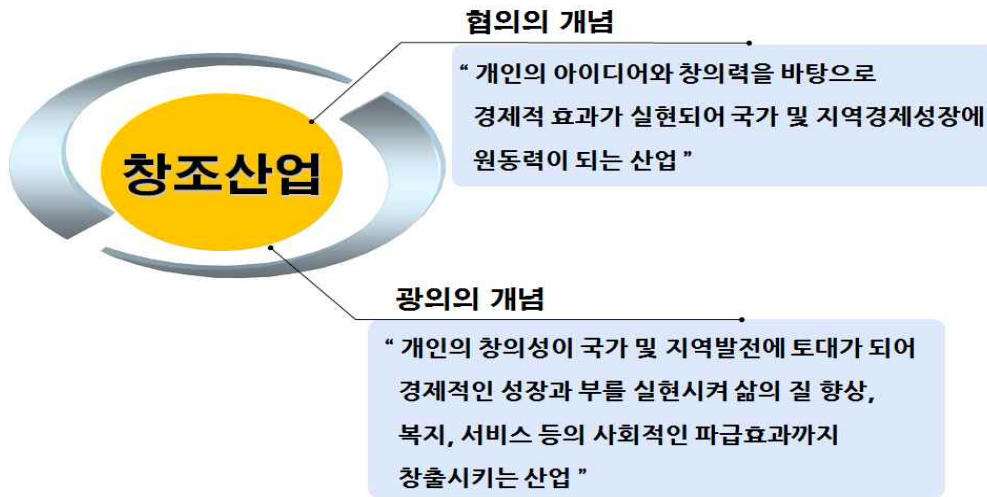 협의의 개념
“ 개인의 아이디어와 창의력을 바탕으로
경제적 효과가 실현되어 국가 및 지역경제성장에
원동력이 되는 산업 ”
창조산업
광의의 개념
“ 개인의 창의성이 국가 및 지역발전에 토대가 되어
경제적인 성장과 부를 실현시켜 삶의 질 향상,
복지, 서비스 등의 사회적인 파급효과까지
창출시키는 산업 ”